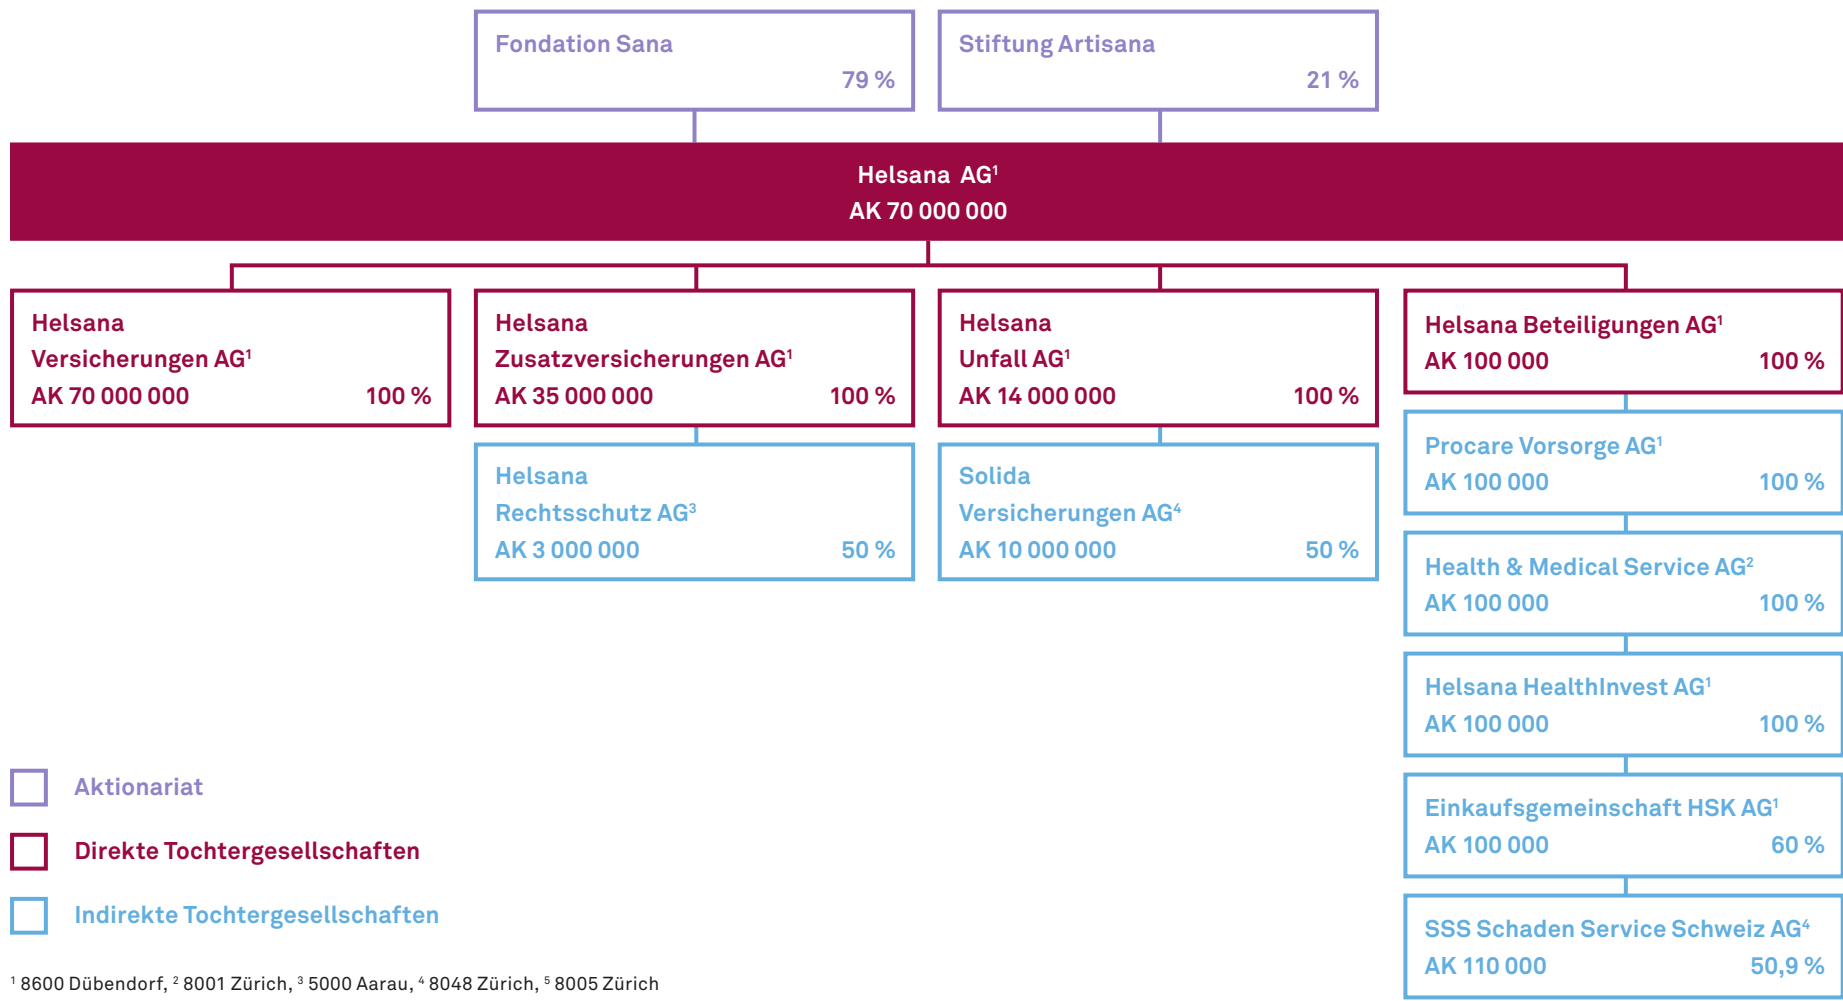 Fondation Sana
79 %
Stiftung Artisana
21 %
Helsana AG¹
AK 70 000 000
Helsana
Versicherungen AG¹
AK 70 000 000 100 %
Helsana
Zusatzversicherungen AG¹
AK 35 000 000 100 %
Helsana
Unfall AG¹
AK 14 000 000 100 %
Helsana Beteiligungen AG¹
AK 100 000 100 %
Helsana
Rechtsschutz AG³
AK 3 000 000 50 %
Solida
Versicherungen AG⁴
AK 10 000 000 50 %
Procare Vorsorge AG¹
AK 100 000 100 %
Health & Medical Service AG²
AK 100 000 100 %
Helsana HealthInvest AG¹
AK 100 000 100 %
Einkaufsgemeinschaft HSK AG¹
AK 100 000 60 %
SSS Schaden Service Schweiz AG⁴
AK 110 000 50,9 %
Aktionariat
Direkte Tochtergesellschaften
Indirekte Tochtergesellschaften
¹ 8600 Dübendorf, ² 8001 Zürich, ³ 5000 Aarau, ⁴ 8048 Zürich, ⁵ 8005 Zürich